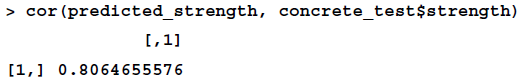 > cor(predicted_strength, concrete_test$strength)
[,1]
[1,] 0.8064655576